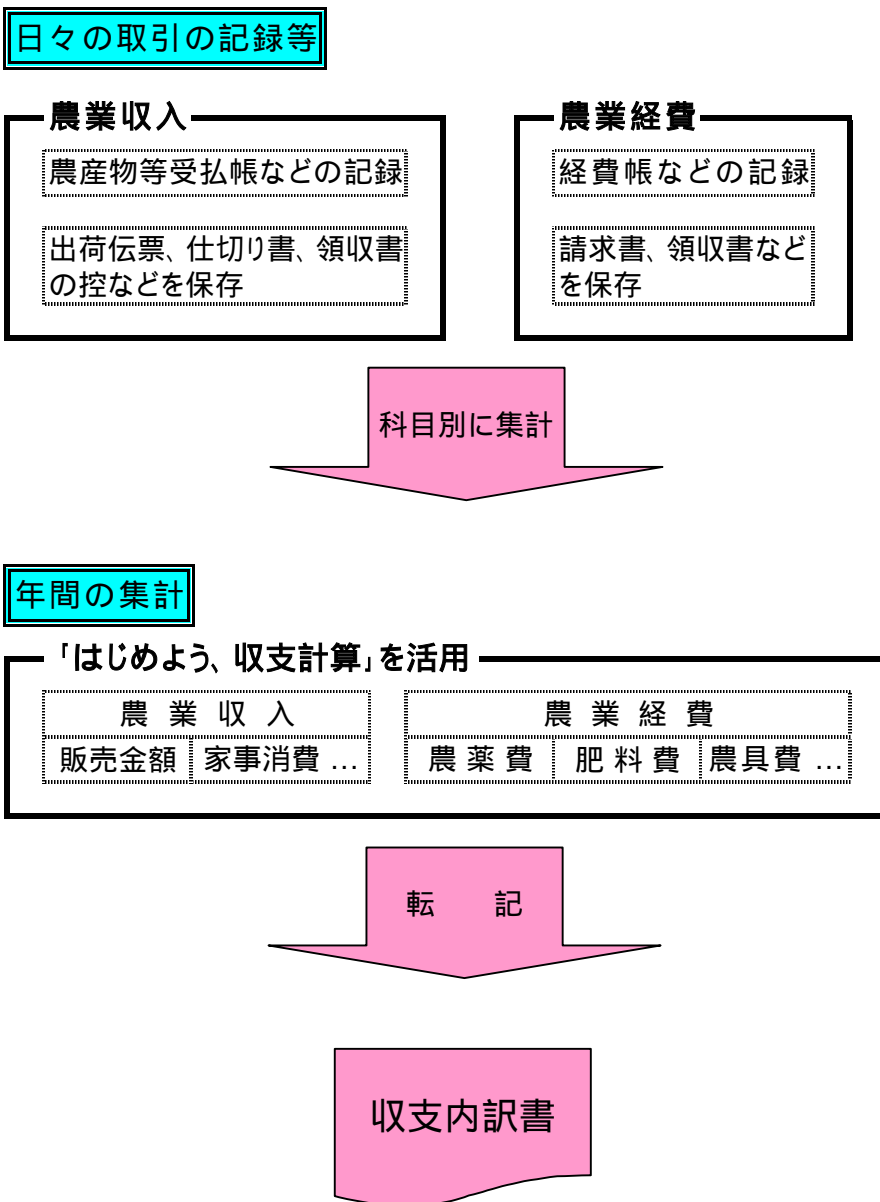 日々の取引の記録等
農業収入
農産物等受払帳などの記録
出荷伝票、仕切り書、領収書
の控などを保存
農業経費
経費帳などの記録
請求書、領収書など
を保存
科目別に集計
年間の集計
「はじめよう、収支計算」を活用
農業収入
販売金額 家事消費 …
農業経費
農薬費 肥料費 農具費 …
転記
収支内訳書